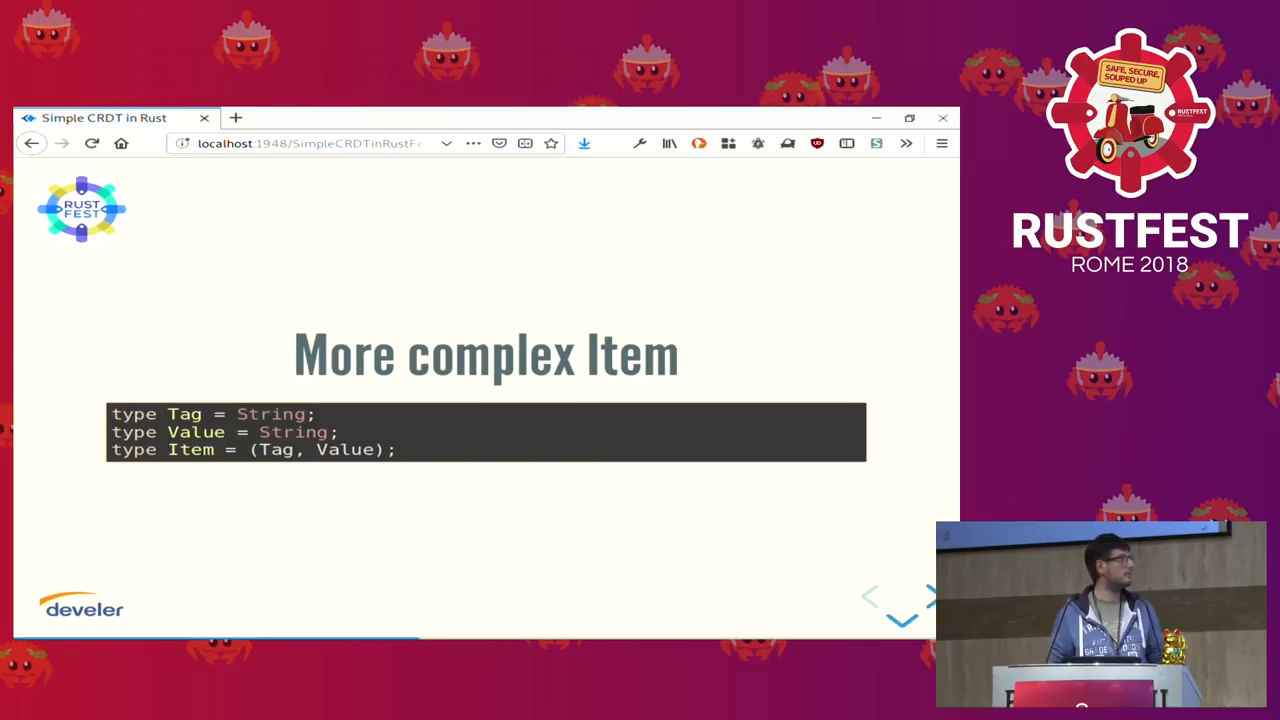 Simple CRDT in Rust
localhost:1948/SimpleCRDTinRustFe
RUST
FEST
More complex Item
type Tag = String;
type Value = String;
type Item = (Tag, Value);
develer
SAFE, SECURE,
SOUPED UP
RUSTFEST
RUSTFEST
ROME 2018